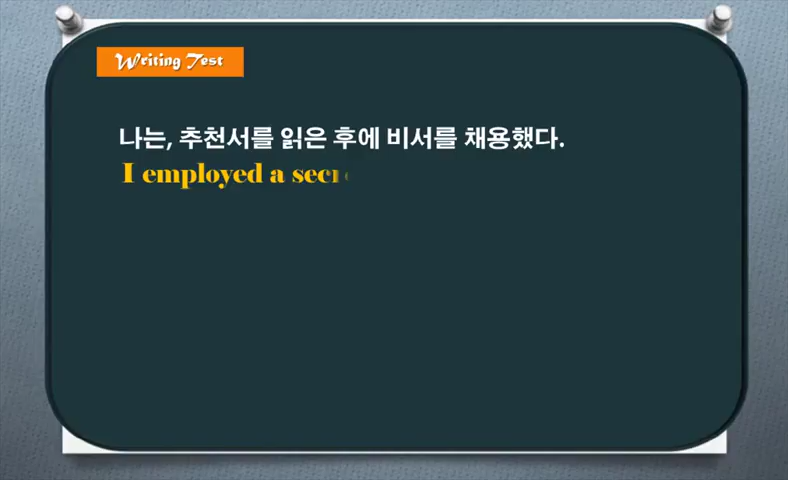 Writing Test
나는, 추천서를 읽은 후에 비서를 채용했다.
I employed a secr